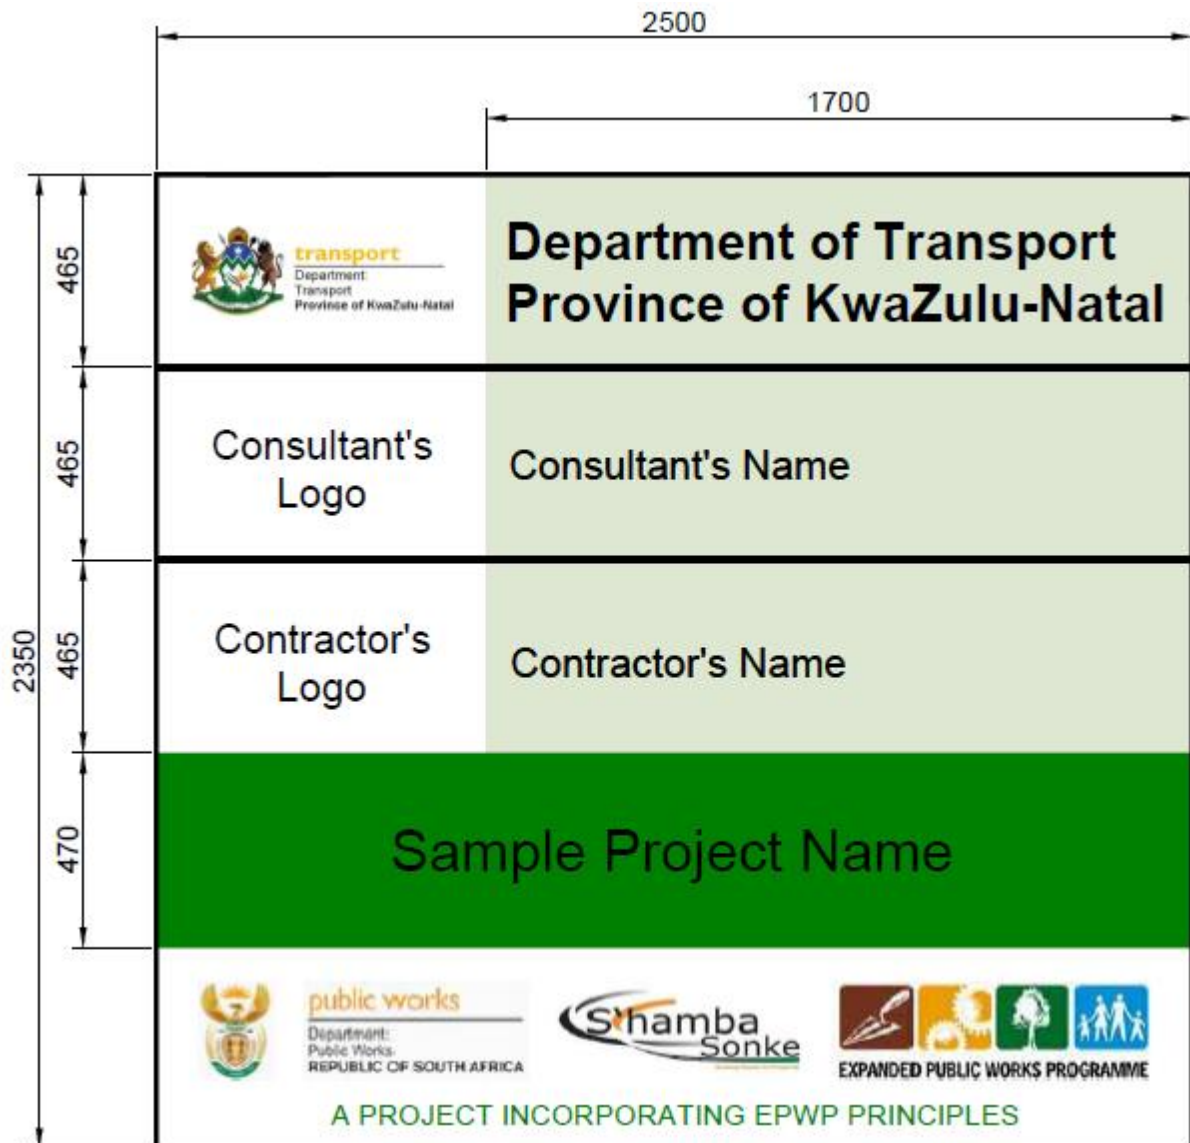 2500
1700
465
transport
Department
Transport
Province of KwaZulu-Natal
Department of Transport
Province of KwaZulu-Natal
465
Consultant's
Logo
Consultant's Name
2350
465
Contractor's
Logo
Contractor's Name
470
Sample Project Name
public works
Department:
Public Works
REPUBLIC OF SOUTH AFRICA
S'hamba
Sonke
EXPANDED PUBLIC WORKS PROGRAMME
A PROJECT INCORPORATING EPWP PRINCIPLES